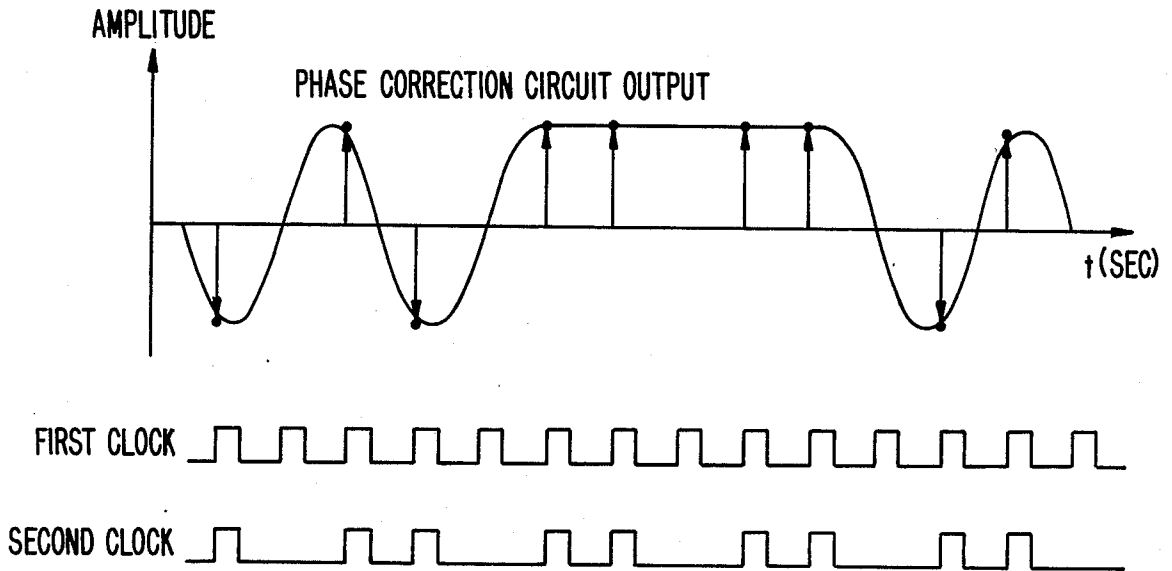 AMPLITUDE
PHASE CORRECTION CIRCUIT OUTPUT
t(SEC)
FIRST CLOCK
SECOND CLOCK